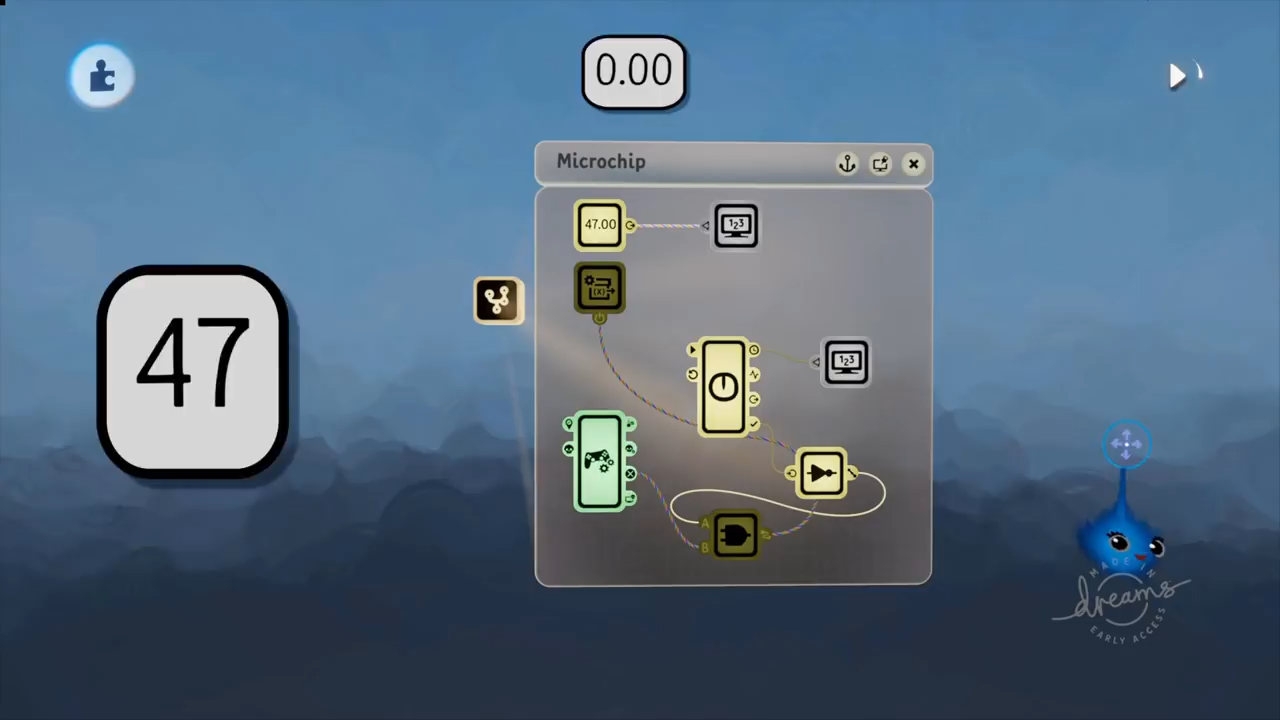 0.00
Microchip
47.00
123
(X)
47
123
A
B
MADE IN
dreams
EARLY ACCESS